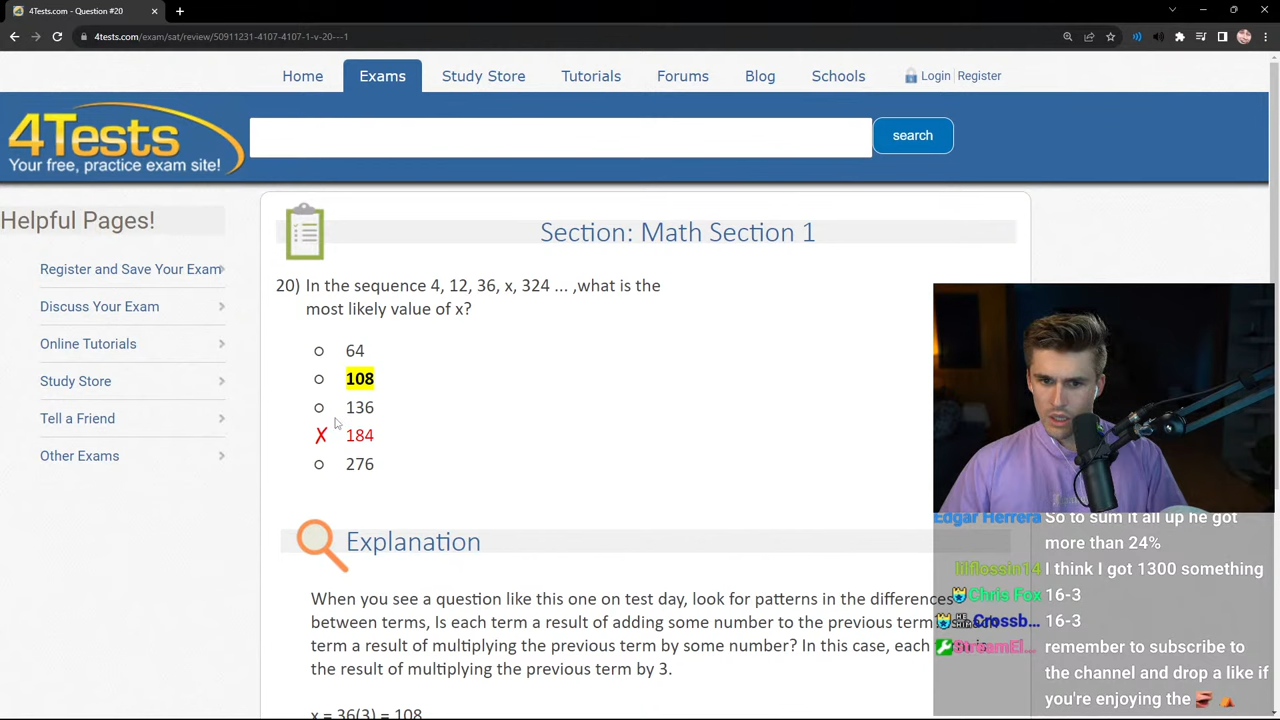 4Tests.com - Question #20
4tests.com/exam/sat/review/50911231-4107-4107-1-v-20---1
Home
Exams
Study Store
Tutorials
Forums
Blog
Schools
Login | Register
4Tests
Your free, practice exam site!
search
Helpful Pages!
Register and Save Your Exam
Discuss Your Exam
Online Tutorials
Study Store
Tell a Friend
Other Exams
Section: Math Section 1
20) In the sequence 4, 12, 36, x, 324 ... ,what is the
most likely value of x?
64
108
136
X 184
276
Explanation
When you see a question like this one on test day, look for patterns in the differences
between terms, Is each term a result of adding some number to the previous term
term a result of multiplying the previous term by some number? In this case, each
the result of multiplying the previous term by 3.
x = 36(3) = 108
Edgar Herrera So to sum it all up he got
more than 24%
lilflossin14 I think I got 1300 something
Chris Fox 16-3
Crossb... 16-3
StreamEl... remember to subscribe to
the channel and drop a like if
you're enjoying the